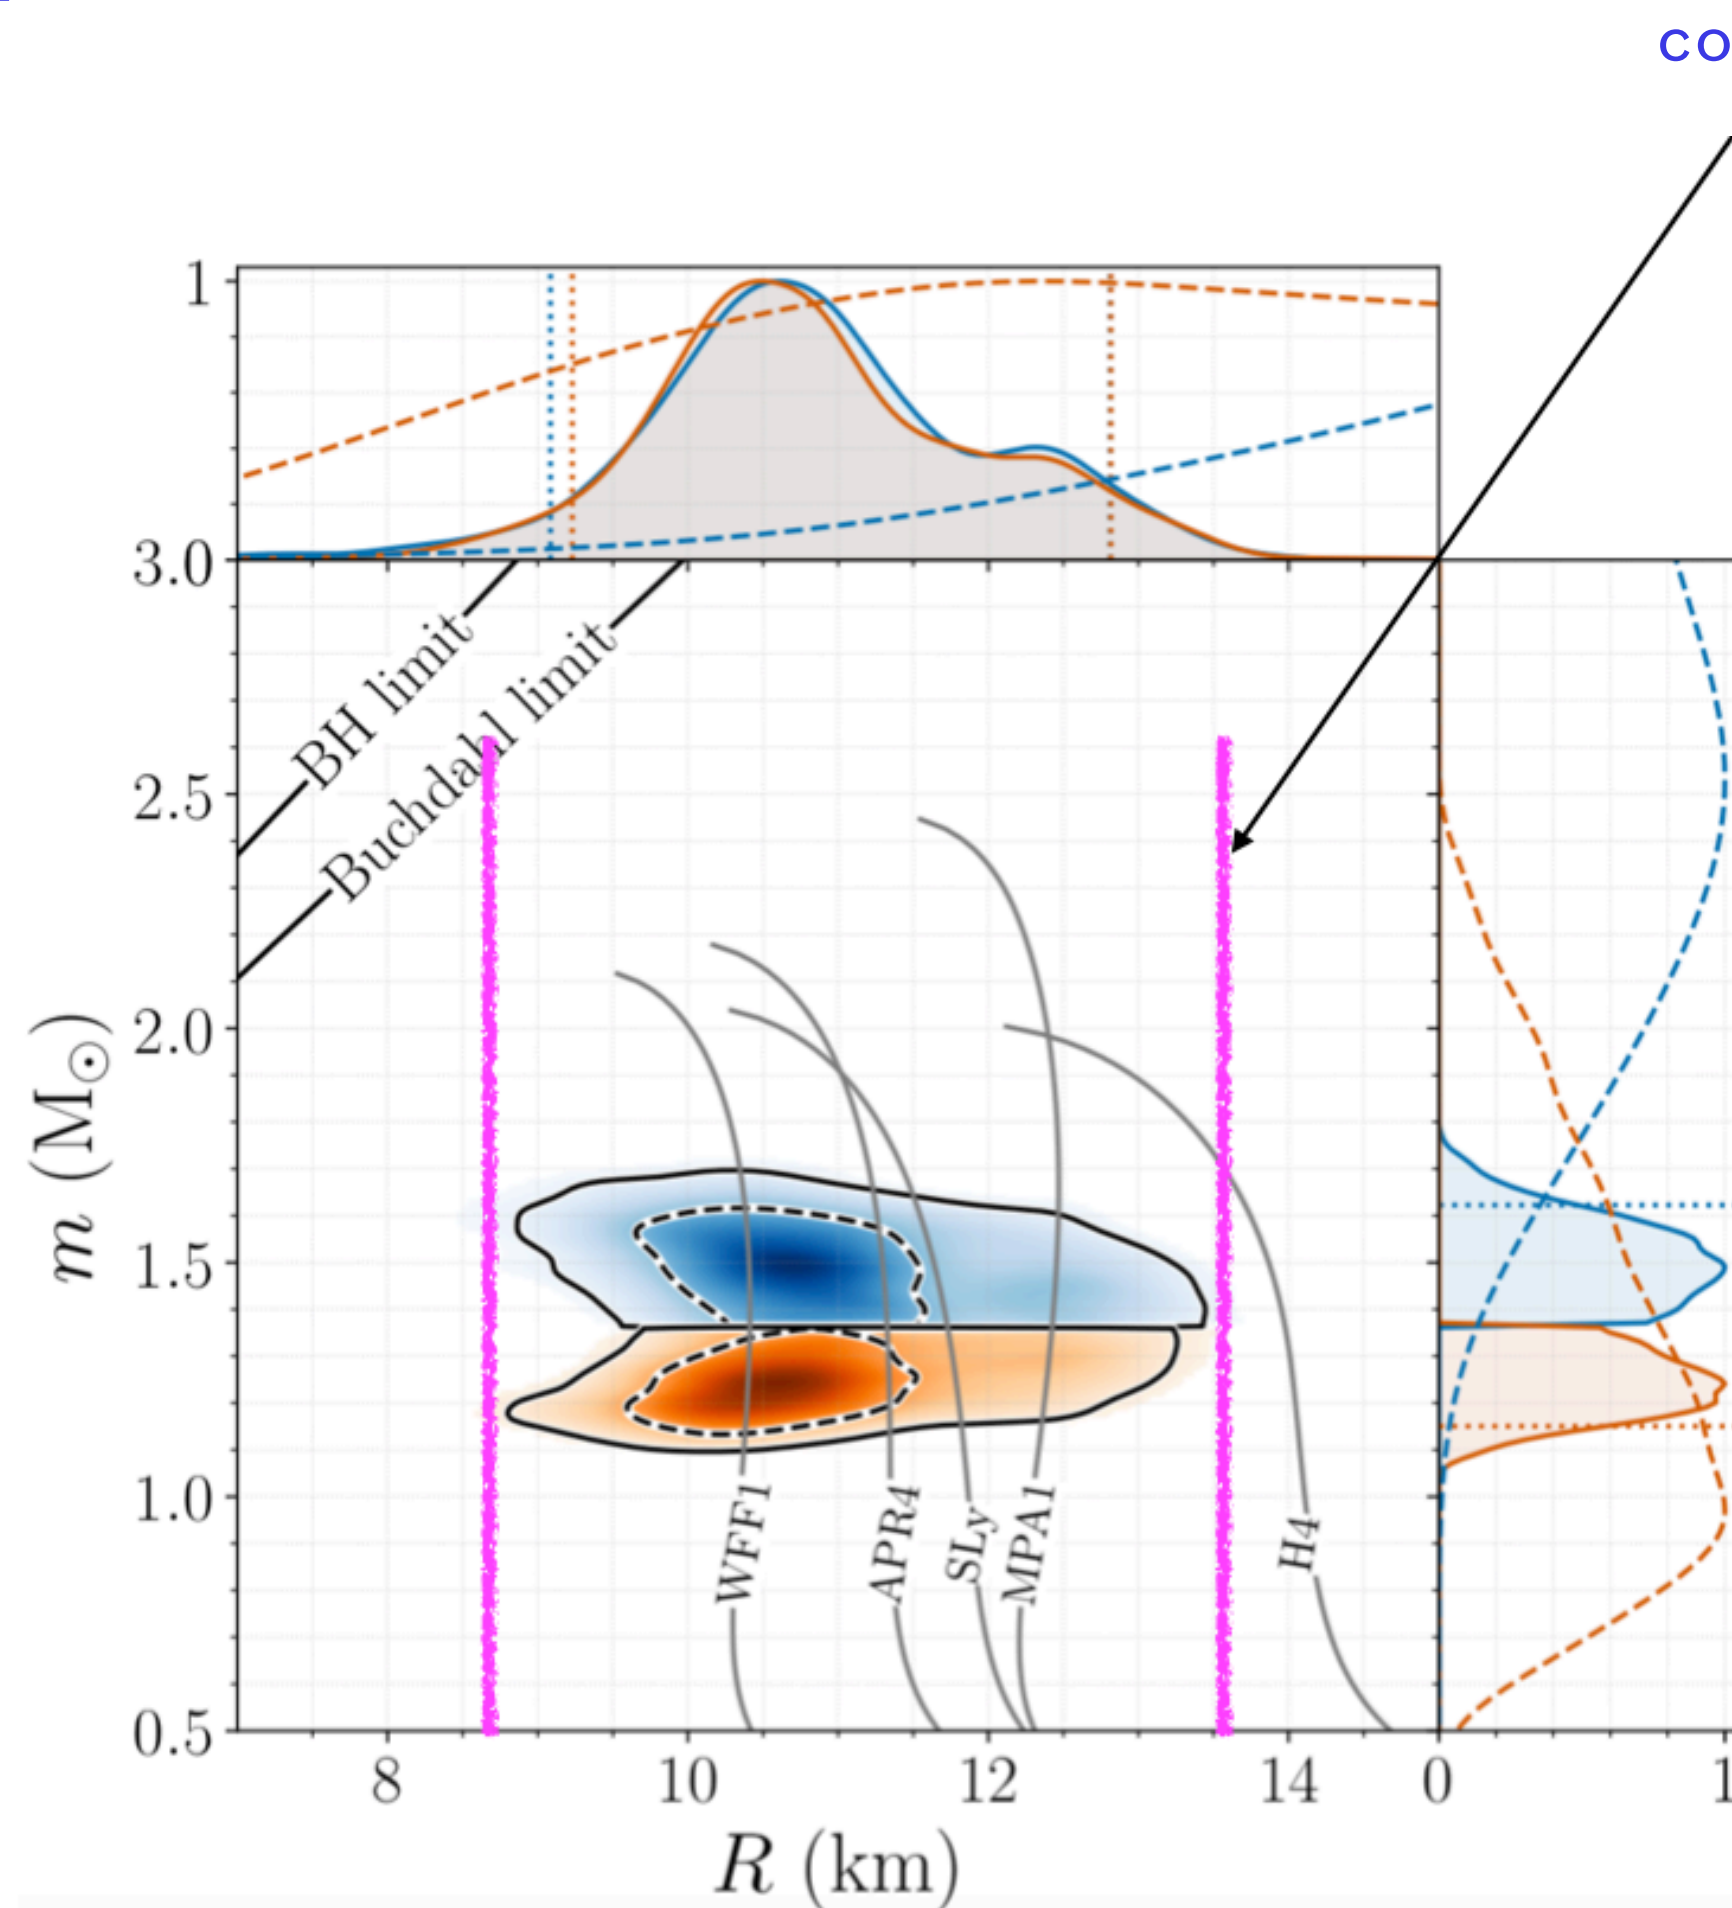 CO
1
3.0
BH limit
Buchdahl limit
2.5
2.0
m (M⊙)
1.5
1.0
WFF1
APR4
SLy
MPA1
H4
0.5
8 10 12 14 0 1
R (km)